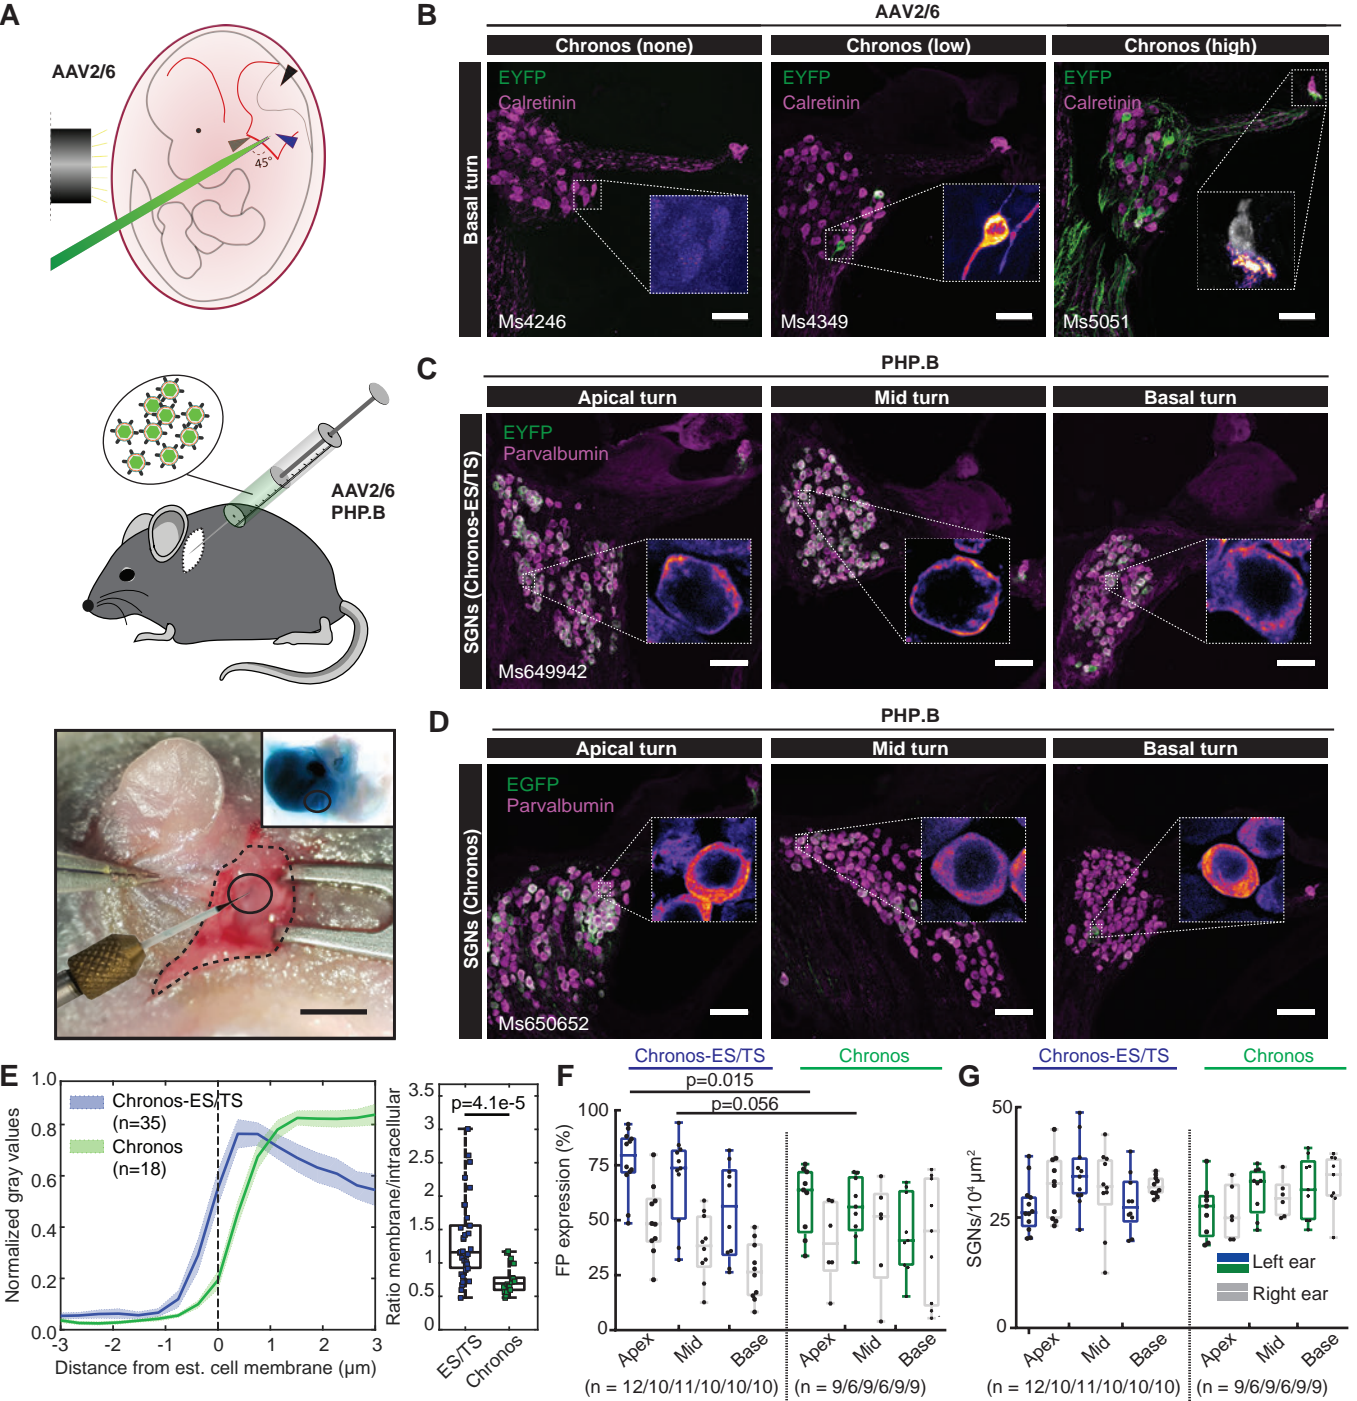 A
AAV2/6
45°
AAV2/6
PHP.B
B
AAV2/6
Chronos (none)
Chronos (low)
Chronos (high)
Basal turn
EYFP
Calretinin
Ms4246
EYFP
Calretinin
Ms4349
EYFP
Calretinin
Ms5051
C
PHP.B
Apical turn
Mid turn
Basal turn
SGNs (Chronos-ES/TS)
EYFP
Parvalbumin
Ms649942
D
PHP.B
Apical turn
Mid turn
Basal turn
SGNs (Chronos)
EGFP
Parvalbumin
Ms650652
E
Normalized gray values
1.0
0.8
0.6
0.4
0.2
0.0
Chronos-ES/TS
(n=35)
Chronos
(n=18)
-3
-2
-1
0
1
2
3
Distance from est. cell membrane (µm)
Ratio membrane/intracellular
3.5
3
2.5
2
1.5
1
0.5
0
p=4.1e-5
ES/TS
Chronos
F
Chronos-ES/TS
Chronos
p=0.015
p=0.056
FP expression (%)
100
75
50
25
0
Apex
Mid
Base
Apex
Mid
Base
(n = 12/10/11/10/10/10)
(n = 9/6/9/6/9/9)
G
Chronos-ES/TS
Chronos
SGNs/10⁴ µm²
50
25
0
Left ear
Right ear
Apex
Mid
Base
Apex
Mid
Base
(n = 12/10/11/10/10/10)
(n = 9/6/9/6/9/9)